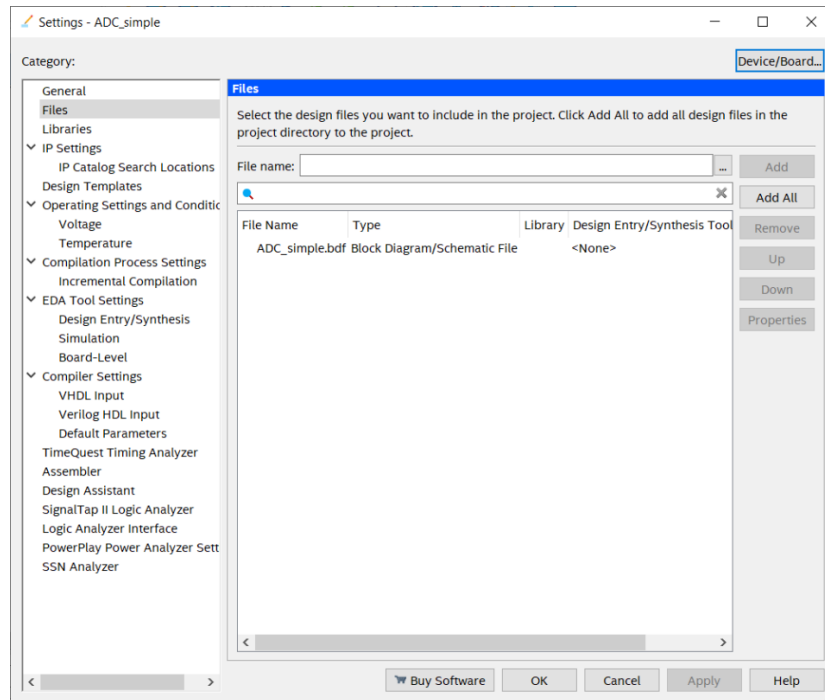 Settings - ADC_simple
Category:
Device/Board...
General
Files
Libraries
IP Settings
IP Catalog Search Locations
Design Templates
Operating Settings and Conditic
Voltage
Temperature
Compilation Process Settings
Incremental Compilation
EDA Tool Settings
Design Entry/Synthesis
Simulation
Board-Level
Compiler Settings
VHDL Input
Verilog HDL Input
Default Parameters
TimeQuest Timing Analyzer
Assembler
Design Assistant
SignalTap II Logic Analyzer
Logic Analyzer Interface
PowerPlay Power Analyzer Sett
SSN Analyzer
Files
Select the design files you want to include in the project. Click Add All to add all design files in the
project directory to the project.
File name:
...
Add
Add All
Remove
Up
Down
Properties
File Name Type Library Design Entry/Synthesis Tool
ADC_simple.bdf Block Diagram/Schematic File <None>
Buy Software
OK
Cancel
Apply
Help